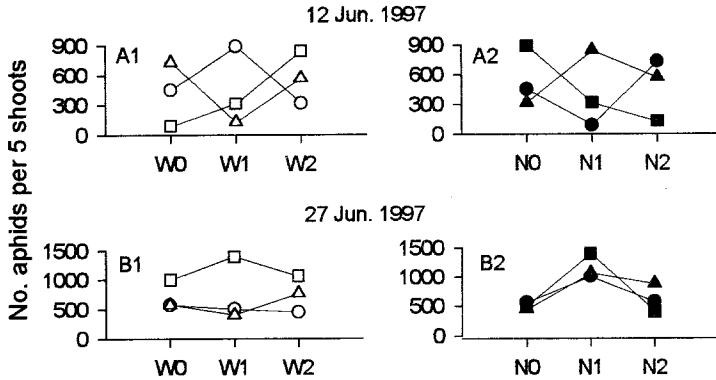 12 Jun. 1997
No. aphids per 5 shoots
900
600
300
0
A1
W0 W1 W2
900
600
300
0
A2
N0 N1 N2
27 Jun. 1997
1500
1000
500
0
B1
W0 W1 W2
1500
1000
500
0
B2
N0 N1 N2